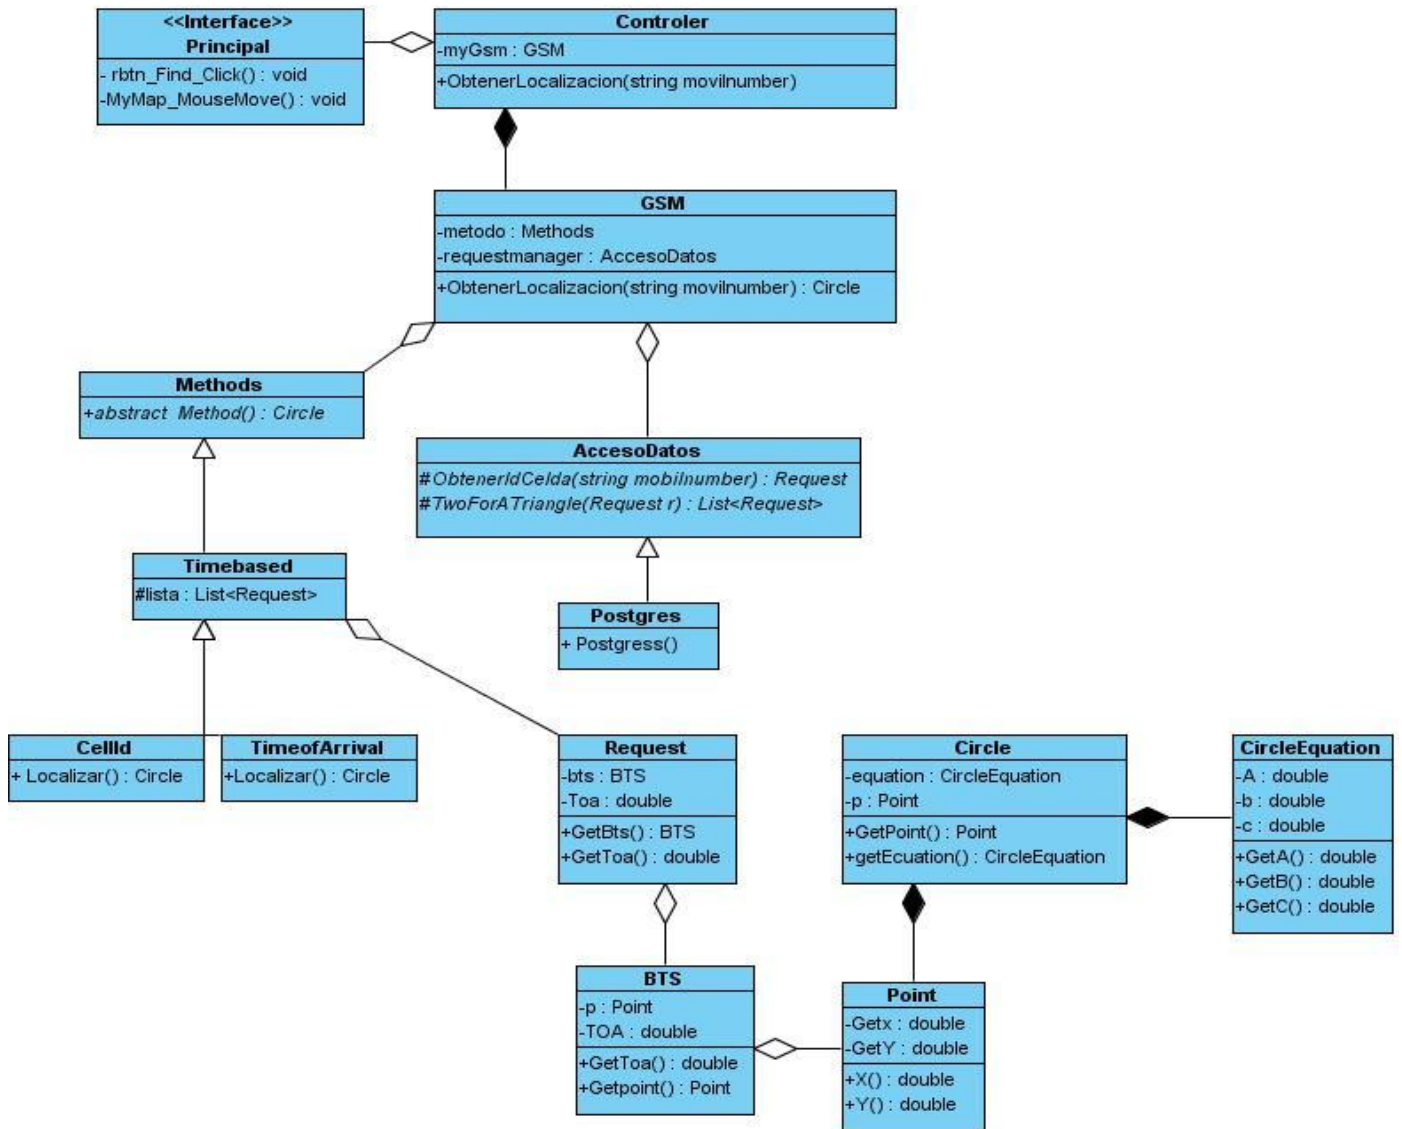 <<Interface>>
Principal
- rbtn_Find_Click() : void
-MyMap_MouseMove() : void
Controler
-myGsm : GSM
+ObtenerLocalizacion(string movilnumber)
GSM
-metodo : Methods
-requestmanager : AccesoDatos
+ObtenerLocalizacion(string movilnumber) : Circle
Methods
+abstract Method() : Circle
AccesoDatos
#ObtenerIdCelda(string mobilnumber) : Request
#TwoForATriangle(Request r) : List<Request>
Timebased
#lista : List<Request>
Postgres
+ Postgress()
CellId
+ Localizar() : Circle
TimeofArrival
+Localizar() : Circle
Request
-bts : BTS
-Toa : double
+GetBts() : BTS
+GetToa() : double
Circle
-equation : CircleEquation
-p : Point
+GetPoint() : Point
+getEcuation() : CircleEquation
CircleEquation
-A : double
-b : double
-c : double
+GetA() : double
+GetB() : double
+GetC() : double
BTS
-p : Point
-TOA : double
+GetToa() : double
+Getpoint() : Point
Point
-Getx : double
-GetY : double
+X() : double
+Y() : double